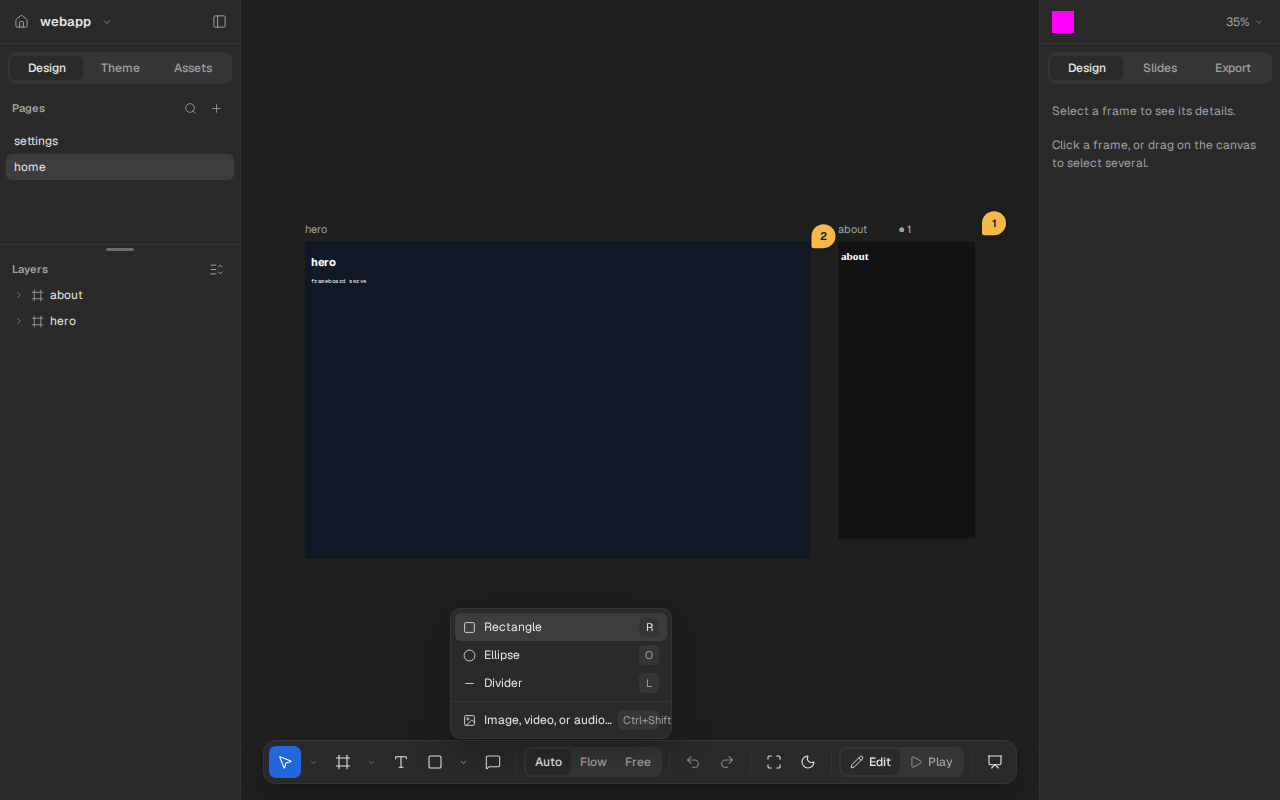 webapp
35%
Design
Theme
Assets
Design
Slides
Export
Pages
settings
home
Layers
about
hero
hero
2
about
1
1
hero
frameboard serve
about
Select a frame to see its details.
Click a frame, or drag on the canvas
to select several.
Rectangle R
Ellipse O
Divider L
Image, video, or audio... Ctrl+Shift
Auto
Flow
Free
Edit
Play